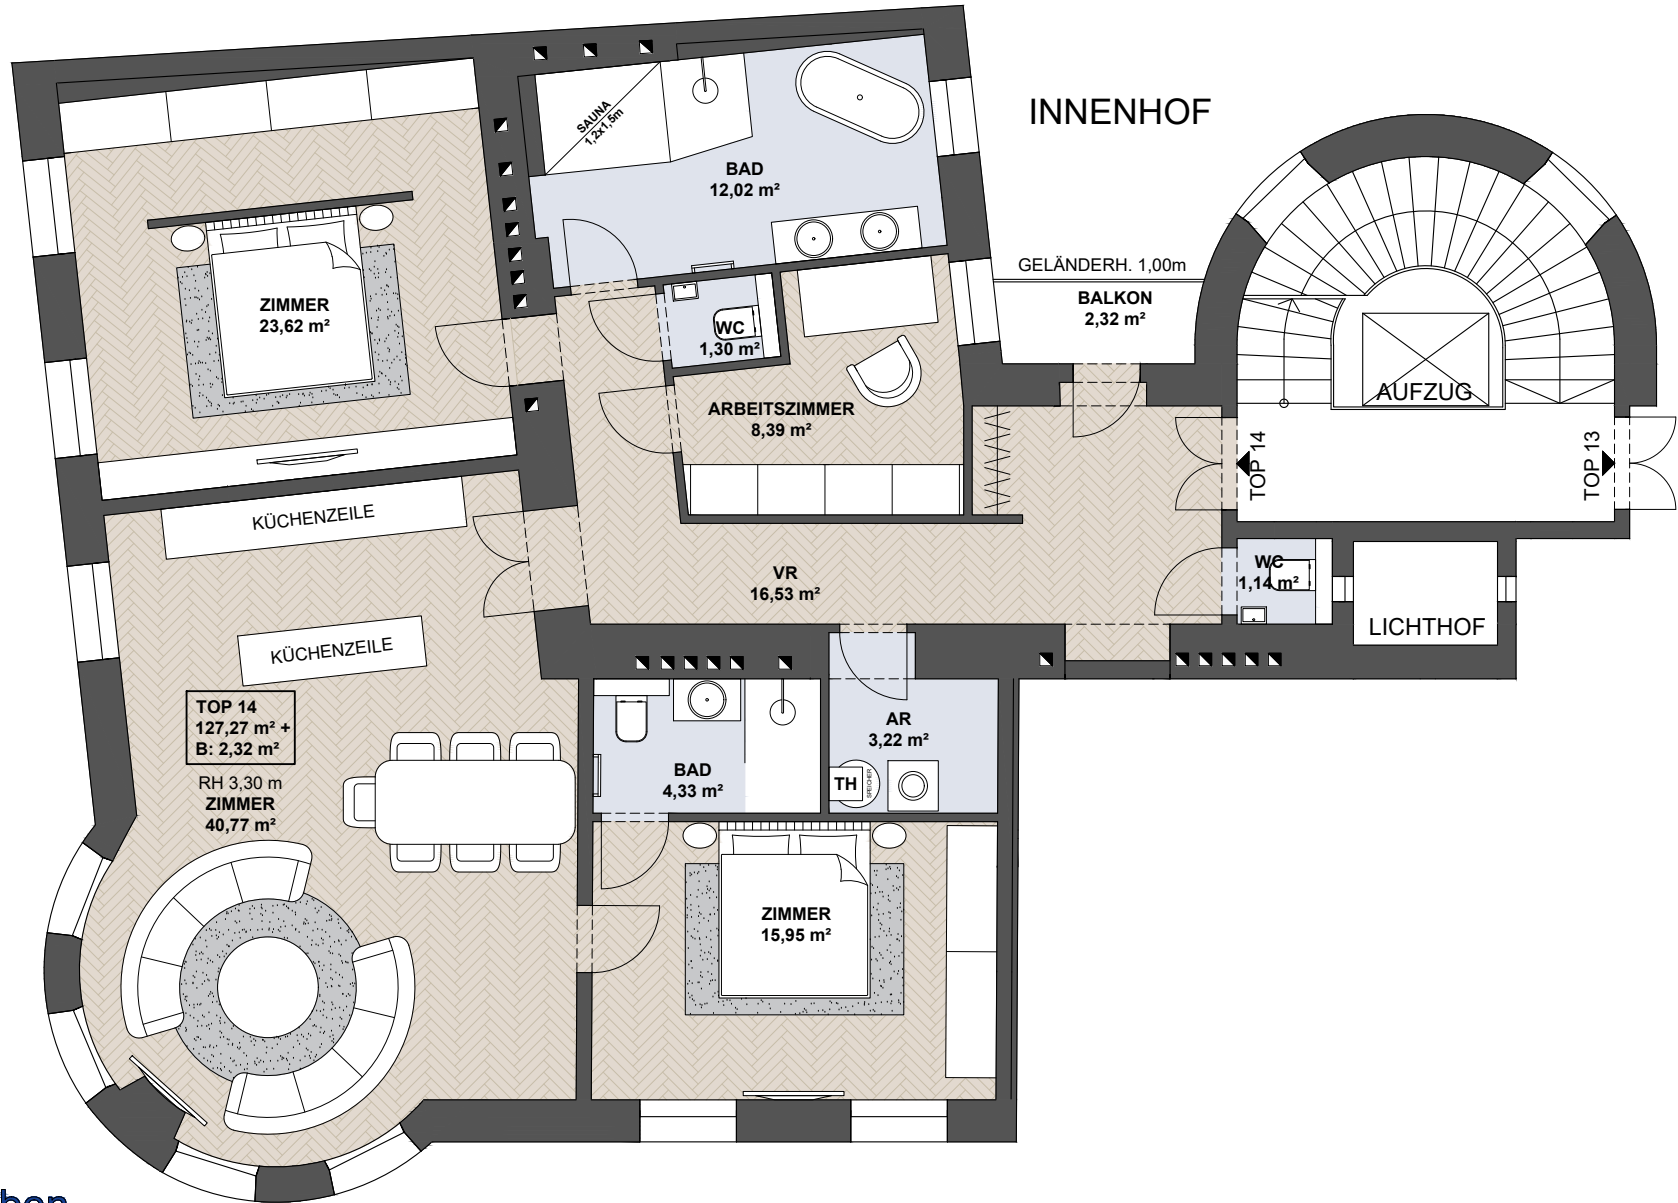 INNENHOF
SAUNA
1,2x1,5m
BAD
12,02 m²
GELÄNDERH. 1,00m
BALKON
2,32 m²
ZIMMER
23,62 m²
WC
1,30 m²
ARBEITSZIMMER
8,39 m²
AUFZUG
TOP 14
TOP 13
KÜCHENZEILE
VR
16,53 m²
WC
1,14 m²
LICHTHOF
KÜCHENZEILE
TOP 14
127,27 m² +
B: 2,32 m²
RH 3,30 m
ZIMMER
40,77 m²
BAD
4,33 m²
AR
3,22 m²
TH
SPEICHER
ZIMMER
15,95 m²